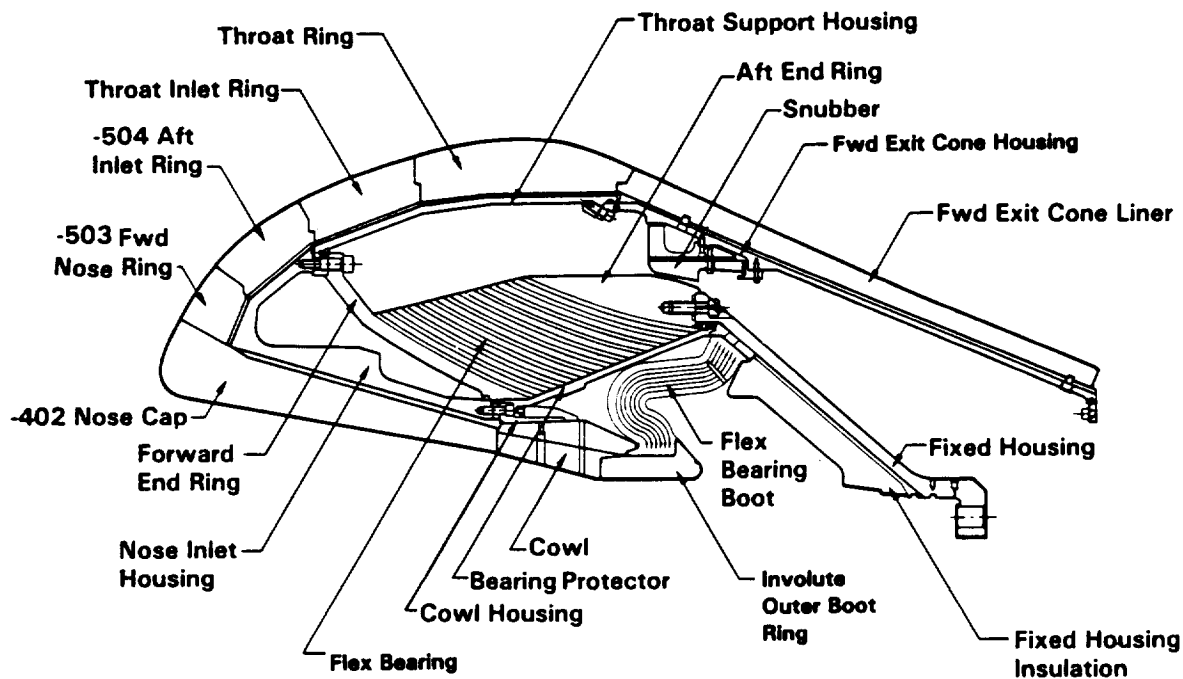 Throat Ring
Throat Support Housing
Throat Inlet Ring
Aft End Ring
Snubber
-504 Aft
Inlet Ring
Fwd Exit Cone Housing
Fwd Exit Cone Liner
-503 Fwd
Nose Ring
-402 Nose Cap
Forward
End Ring
Flex
Bearing
Boot
Fixed Housing
Nose Inlet
Housing
Cowl
Bearing Protector
Cowl Housing
Involute
Outer Boot
Ring
Flex Bearing
Fixed Housing
Insulation